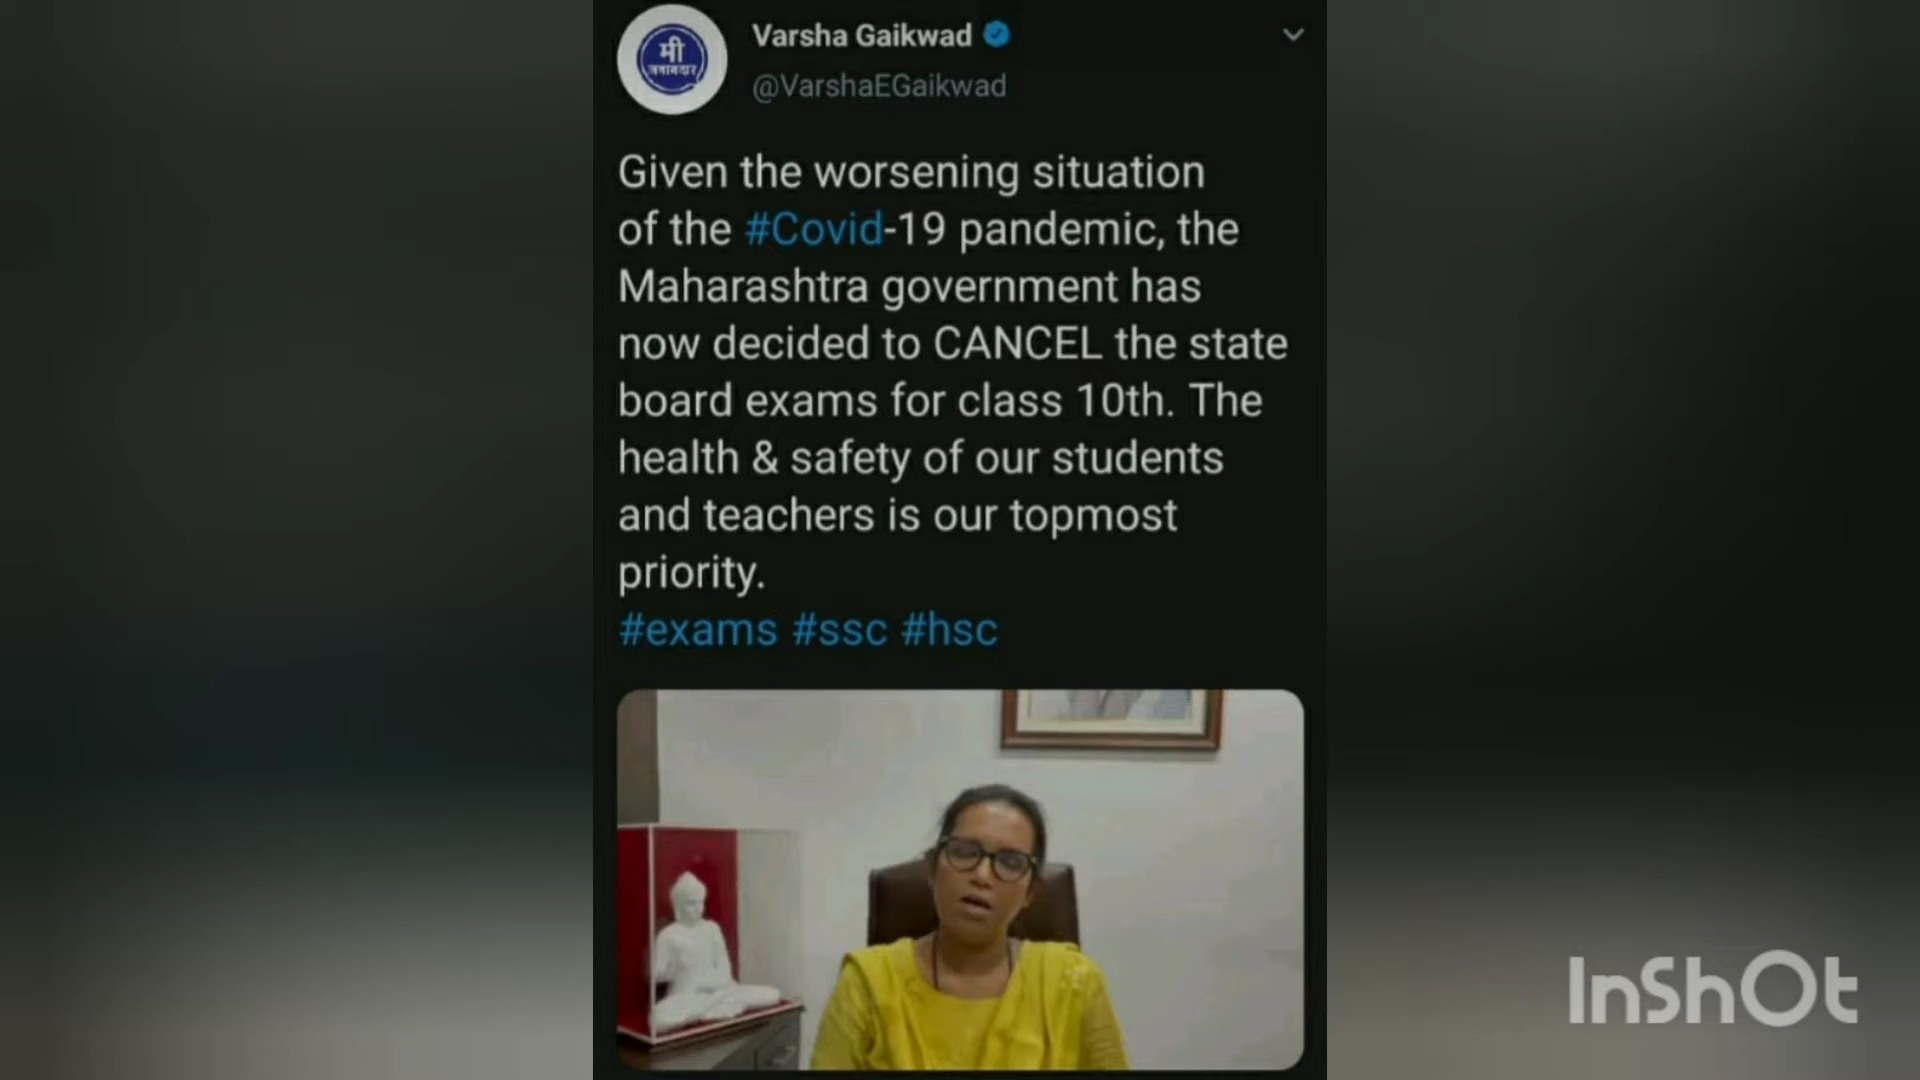 मी
जबाबदार
Varsha Gaikwad
@VarshaEGaikwad
Given the worsening situation
of the #Covid-19 pandemic, the
Maharashtra government has
now decided to CANCEL the state
board exams for class 10th. The
health & safety of our students
and teachers is our topmost
priority.
#exams #ssc #hsc
InShOt